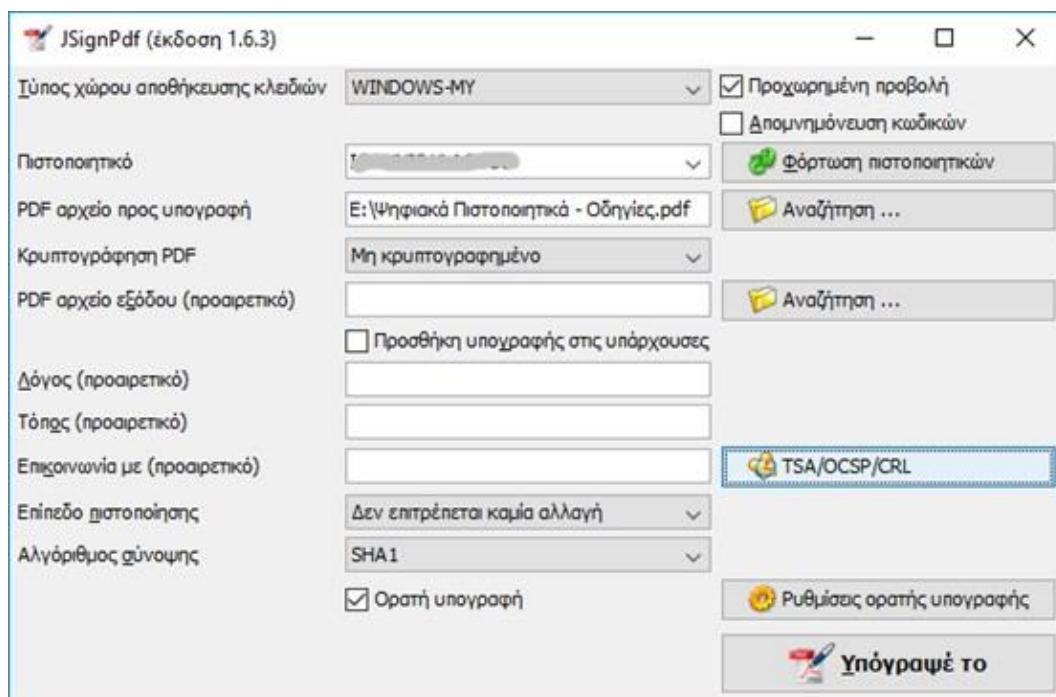 JSignPdf (έκδοση 1.6.3)
Τύπος χώρου αποθήκευσης κλειδιών WINDOWS-MY Προχωρημένη προβολή
Απομνημόνευση κωδικών
Πιστοποιητικό Φόρτωση πιστοποιητικών
PDF αρχείο προς υπογραφή E:\Ψηφιακά Πιστοποιητικά - Οδηγίες.pdf Αναζήτηση ...
Κρυπτογράφηση PDF Μη κρυπτογραφημένο
PDF αρχείο εξόδου (προαιρετικό) Αναζήτηση ...
Προσθήκη υπογραφής στις υπάρχουσες
Λόγος (προαιρετικό)
Τόπος (προαιρετικό)
Επικοινωνία με (προαιρετικό) TSA/OCSP/CRL
Επίπεδο πιστοποίησης Δεν επιτρέπεται καμία αλλαγή
Αλγόριθμος σύνοψης SHA1
Ορατή υπογραφή Ρυθμίσεις ορατής υπογραφής
Υπόγραψέ το